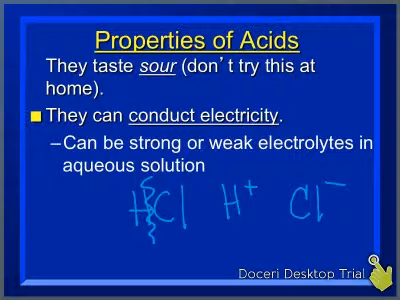 Properties of Acids
They taste sour (don't try this at
home).
They can conduct electricity.
–Can be strong or weak electrolytes in
aqueous solution
HCl H⁺ Cl⁻
Doceri Desktop Trial